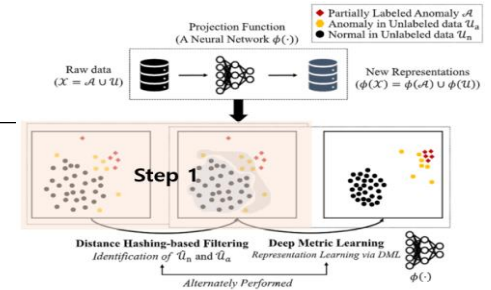 Partially Labeled Anomaly 𝒜
Anomaly in Unlabeled data 𝒰a
Normal in Unlabeled data 𝒰n
Projection Function
(A Neural Network ϕ(·))
Raw data
(𝒳 = 𝒜 ∪ 𝒰)
New Representations
(ϕ(𝒳) = ϕ(𝒜) ∪ ϕ(𝒰))
Step 1
Distance Hashing-based Filtering
Identification of 𝒰̂n and 𝒰̂a
Deep Metric Learning
Representation Learning via DML
ϕ(·)
Alternately Performed